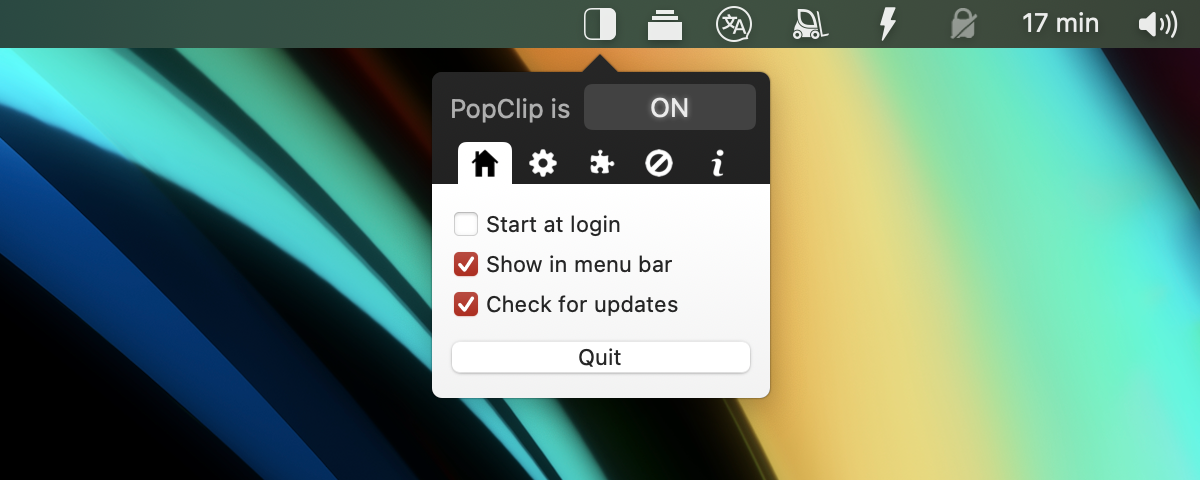 17 min
PopClip is ON
Start at login
Show in menu bar
Check for updates
Quit